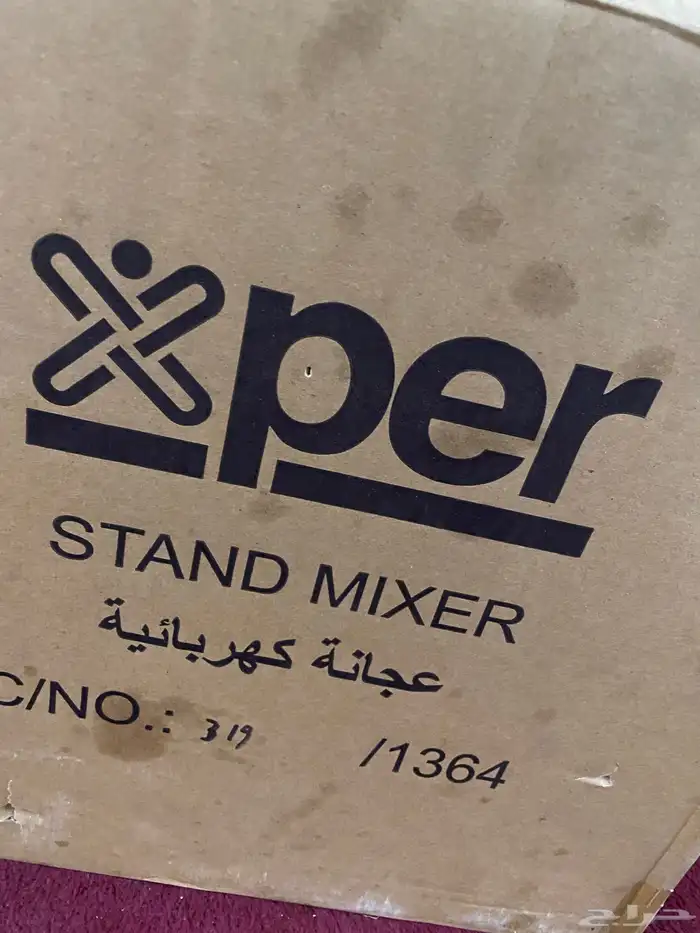 xper
STAND MIXER
عجانة كهربائية
C/NO.: 319 /1364
حراج